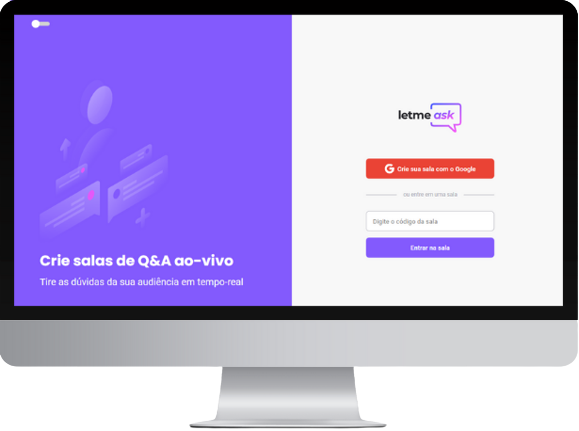 Crie salas de Q&A ao-vivo
Tire as dúvidas da sua audiência em tempo-real
letme ask
Crie sua sala com o Google
ou entre em uma sala
Digite o código da sala
Entrar na sala